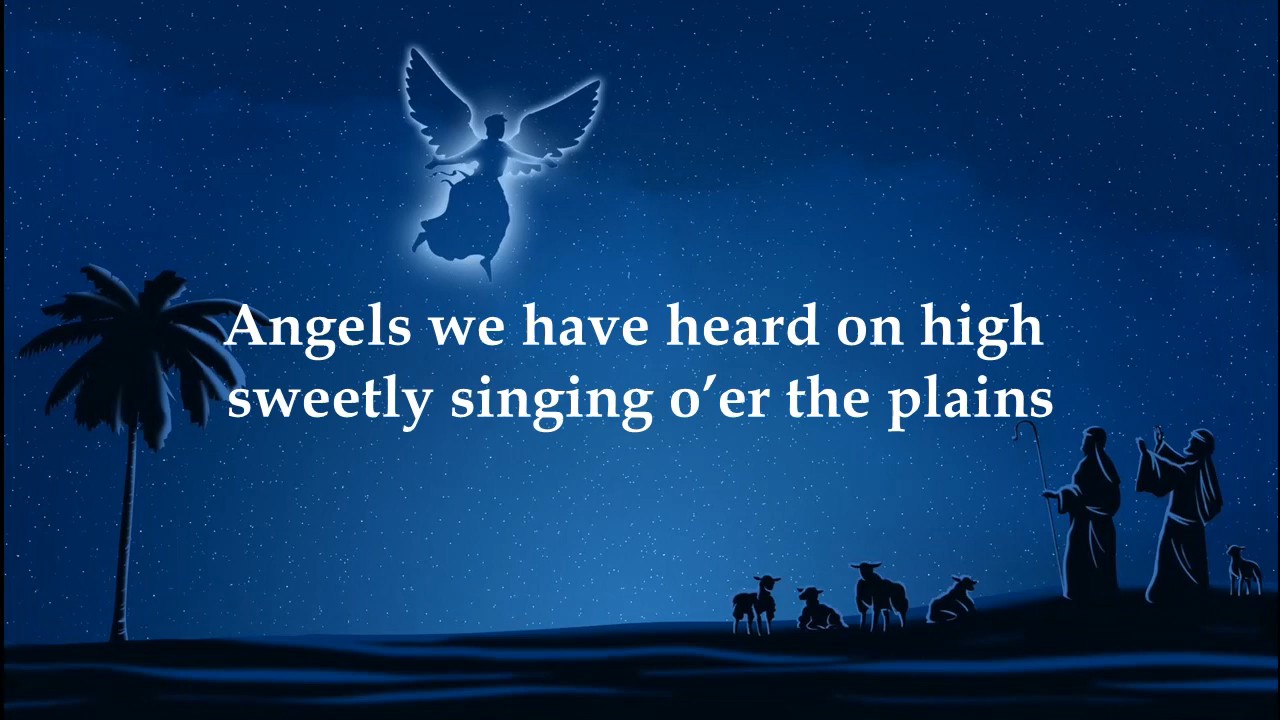 Angels we have heard on high
sweetly singing o’er the plains